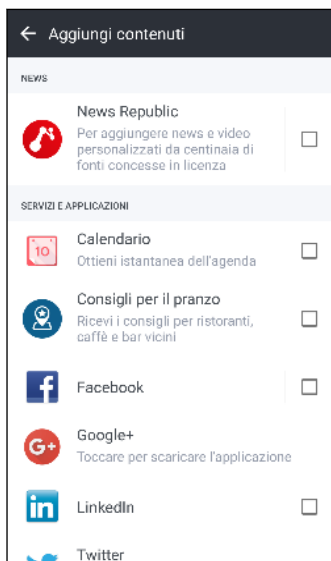 ← Aggiungi contenuti
NEWS
News Republic
Per aggiungere news e video
personalizzati da centinaia di
fonti concesse in licenza
SERVIZI E APPLICAZIONI
10
Calendario
Ottieni istantanea dell'agenda
Consigli per il pranzo
Ricevi i consigli per ristoranti,
caffè e bar vicini
f
Facebook
G+
Google+
Toccare per scaricare l'applicazione
in
LinkedIn
Twitter